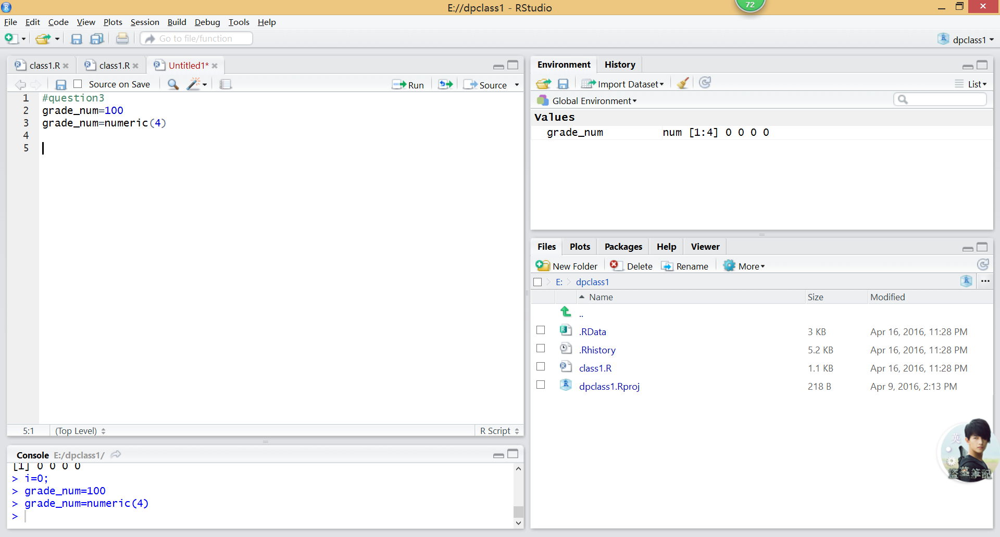 E://dpclass1 - RStudio
72
File Edit Code View Plots Session Build Debug Tools Help
Go to file/function
dpclass1
class1.R
class1.R
Untitled1*
Source on Save
Run
Source
1 #question3
2 grade_num=100
3 grade_num=numeric(4)
4
5
5:1 (Top Level) R Script
Console E:/dpclass1/
[1] 0 0 0 0
> i=0;
> grade_num=100
> grade_num=numeric(4)
>
Environment History
Import Dataset
List
Global Environment
Values
grade_num num [1:4] 0 0 0 0
Files Plots Packages Help Viewer
New Folder Delete Rename More
E: dpclass1
Name Size Modified
..
.RData 3 KB Apr 16, 2016, 11:28 PM
.Rhistory 5.2 KB Apr 16, 2016, 11:28 PM
class1.R 1.1 KB Apr 16, 2016, 11:28 PM
dpclass1.Rproj 218 B Apr 9, 2016, 2:13 PM
英
盗墓筆記